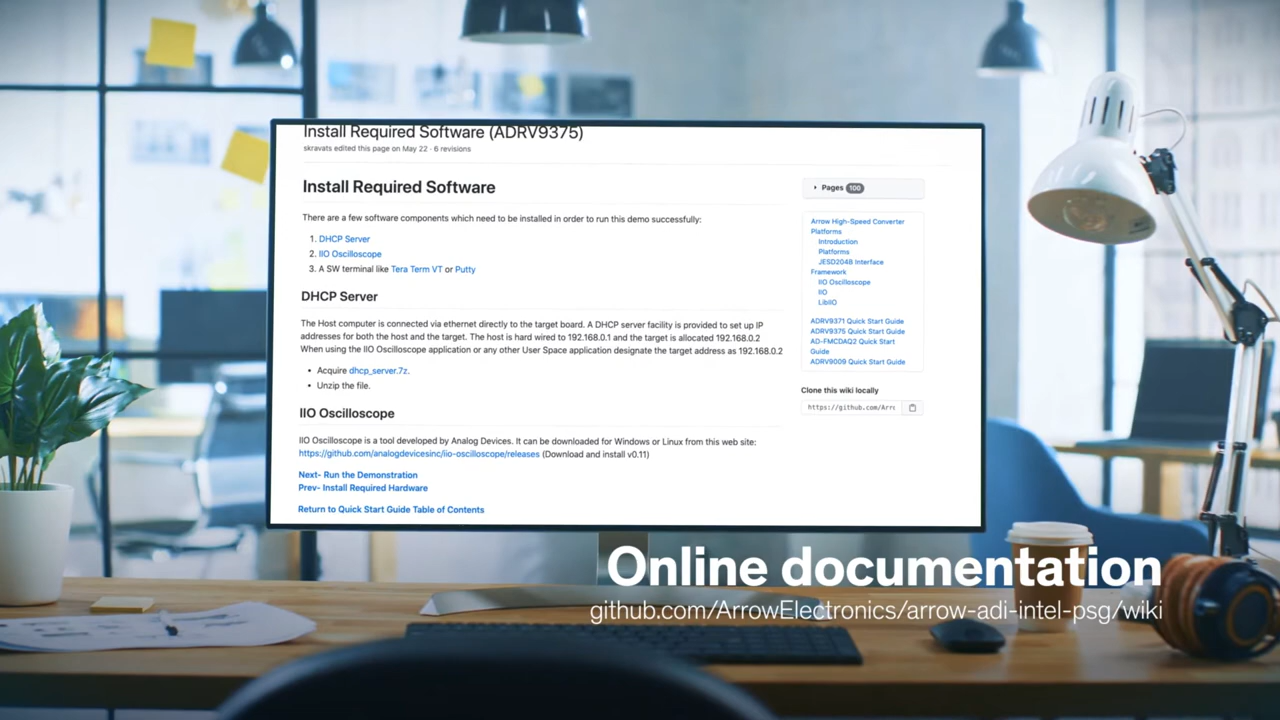 Install Required Software (ADRV9375)
skravats edited this page on May 22 · 6 revisions
Install Required Software
There are a few software components which need to be installed in order to run this demo successfully:
1. DHCP Server
2. IIO Oscilloscope
3. A SW terminal like Tera Term VT or Putty
DHCP Server
The Host computer is connected via ethernet directly to the target board. A DHCP server facility is provided to set up IP
addresses for both the host and the target. The host is hard wired to 192.168.0.1 and the target is allocated 192.168.0.2
When using the IIO Oscilloscope application or any other User Space application designate the target address as 192.168.0.2
• Acquire dhcp_server.7z.
• Unzip the file.
IIO Oscilloscope
IIO Oscilloscope is a tool developed by Analog Devices. It can be downloaded for Windows or Linux from this web site:
https://github.com/analogdevicesinc/iio-oscilloscope/releases (Download and install v0.11)
Next- Run the Demonstration
Prev- Install Required Hardware
Return to Quick Start Guide Table of Contents
Pages 100
Arrow High-Speed Converter
Platforms
Introduction
Platforms
JESD204B Interface
Framework
IIO Oscilloscope
IIO
LibIIO
ADRV9371 Quick Start Guide
ADRV9375 Quick Start Guide
AD-FMCDAQ2 Quick Start
Guide
ADRV9009 Quick Start Guide
Clone this wiki locally
https://github.com/Arr
Online documentation
github.com/ArrowElectronics/arrow-adi-intel-psg/wiki